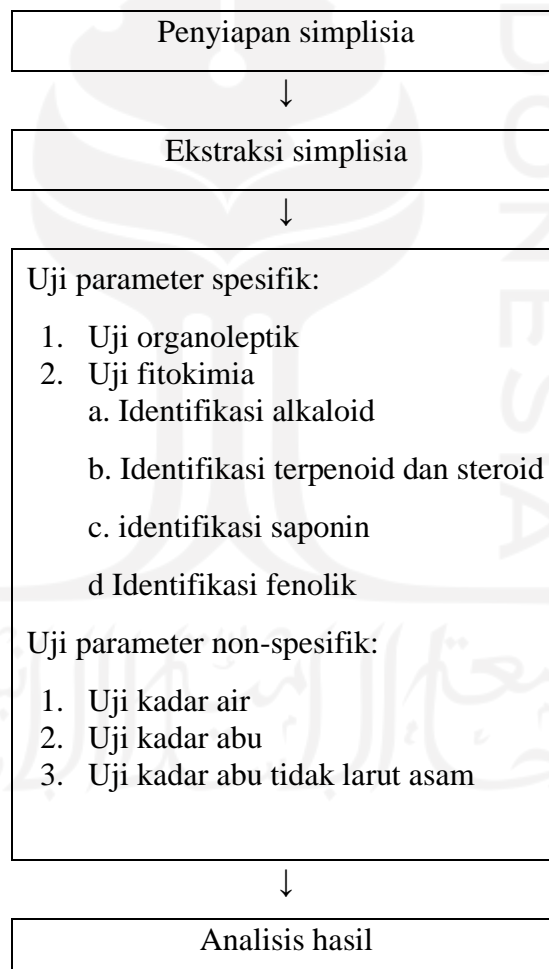 Penyiapan simplisia
↓
Ekstraksi simplisia
↓
Uji parameter spesifik:
1. Uji organoleptik
2. Uji fitokimia
a. Identifikasi alkaloid
b. Identifikasi terpenoid dan steroid
c. identifikasi saponin
d Identifikasi fenolik
Uji parameter non-spesifik:
1. Uji kadar air
2. Uji kadar abu
3. Uji kadar abu tidak larut asam
↓
Analisis hasil